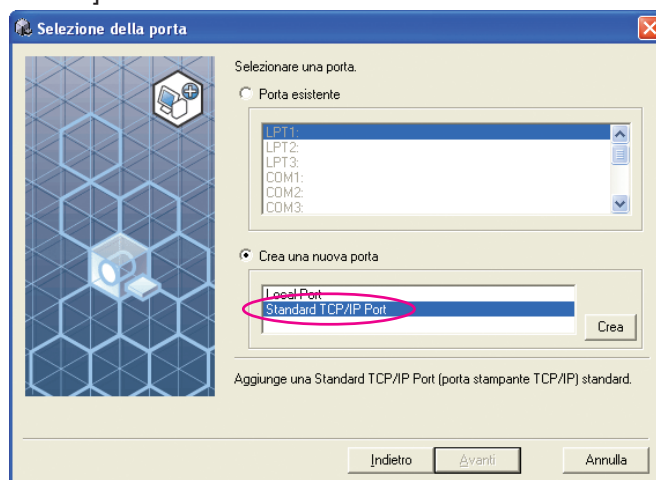 ]
Selezione della porta
Selezionare una porta.
Porta esistente
LPT1:
LPT2:
LPT3:
COM1:
COM2:
COM3:
Crea una nuova porta
Local Port
Standard TCP/IP Port
Crea
Aggiunge una Standard TCP/IP Port (porta stampante TCP/IP) standard.
Indietro Avanti Annulla